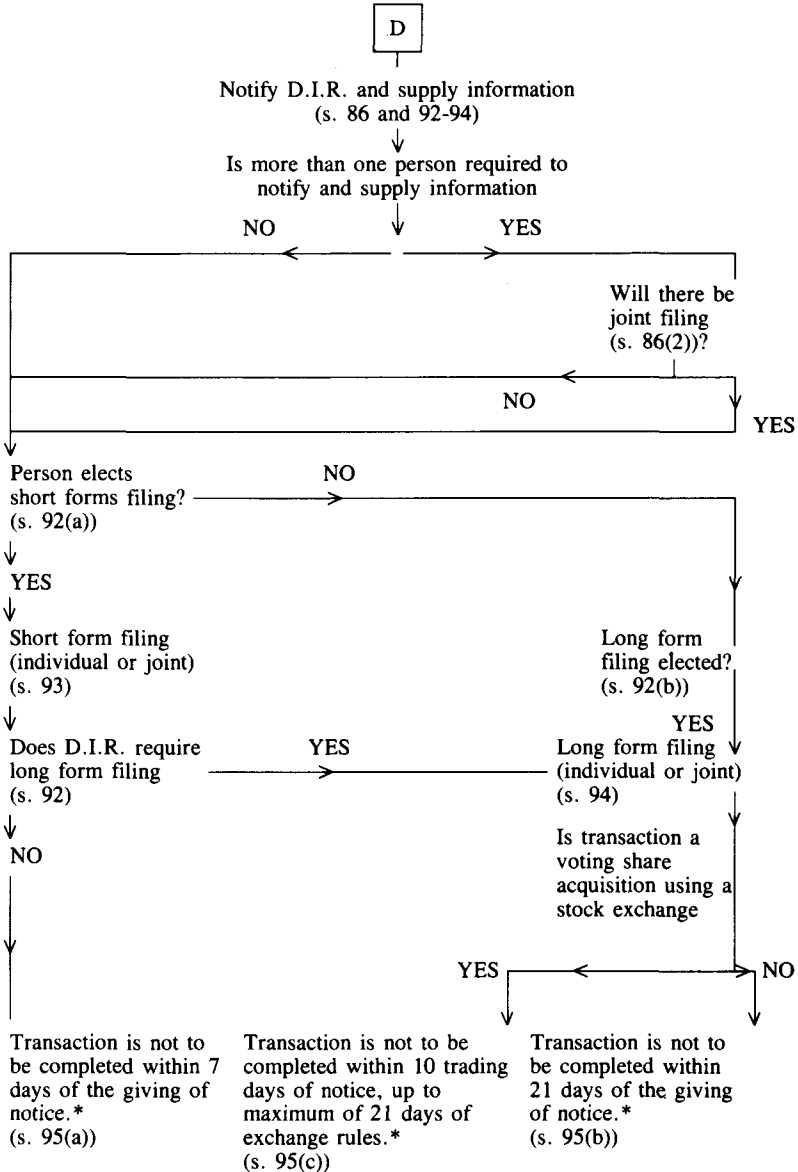 D
Notify D.I.R. and supply information
(s. 86 and 92-94)
Is more than one person required to
notify and supply information
NO
YES
Will there be
joint filing
(s. 86(2))?
NO
YES
Person elects
short forms filing?
(s. 92(a))
NO
YES
Short form filing
(individual or joint)
(s. 93)
Long form
filing elected?
(s. 92(b))
YES
Does D.I.R. require
long form filing
(s. 92)
YES
Long form filing
(individual or joint)
(s. 94)
NO
Is transaction a
voting share
acquisition using a
stock exchange
YES
NO
Transaction is not to
be completed within 7
days of the giving of
notice.*
(s. 95(a))
Transaction is not to be
completed within 10 trading
days of notice, up to
maximum of 21 days of
exchange rules.*
(s. 95(c))
Transaction is not to
be completed within
21 days of the giving
of notice.*
(s. 95(b))